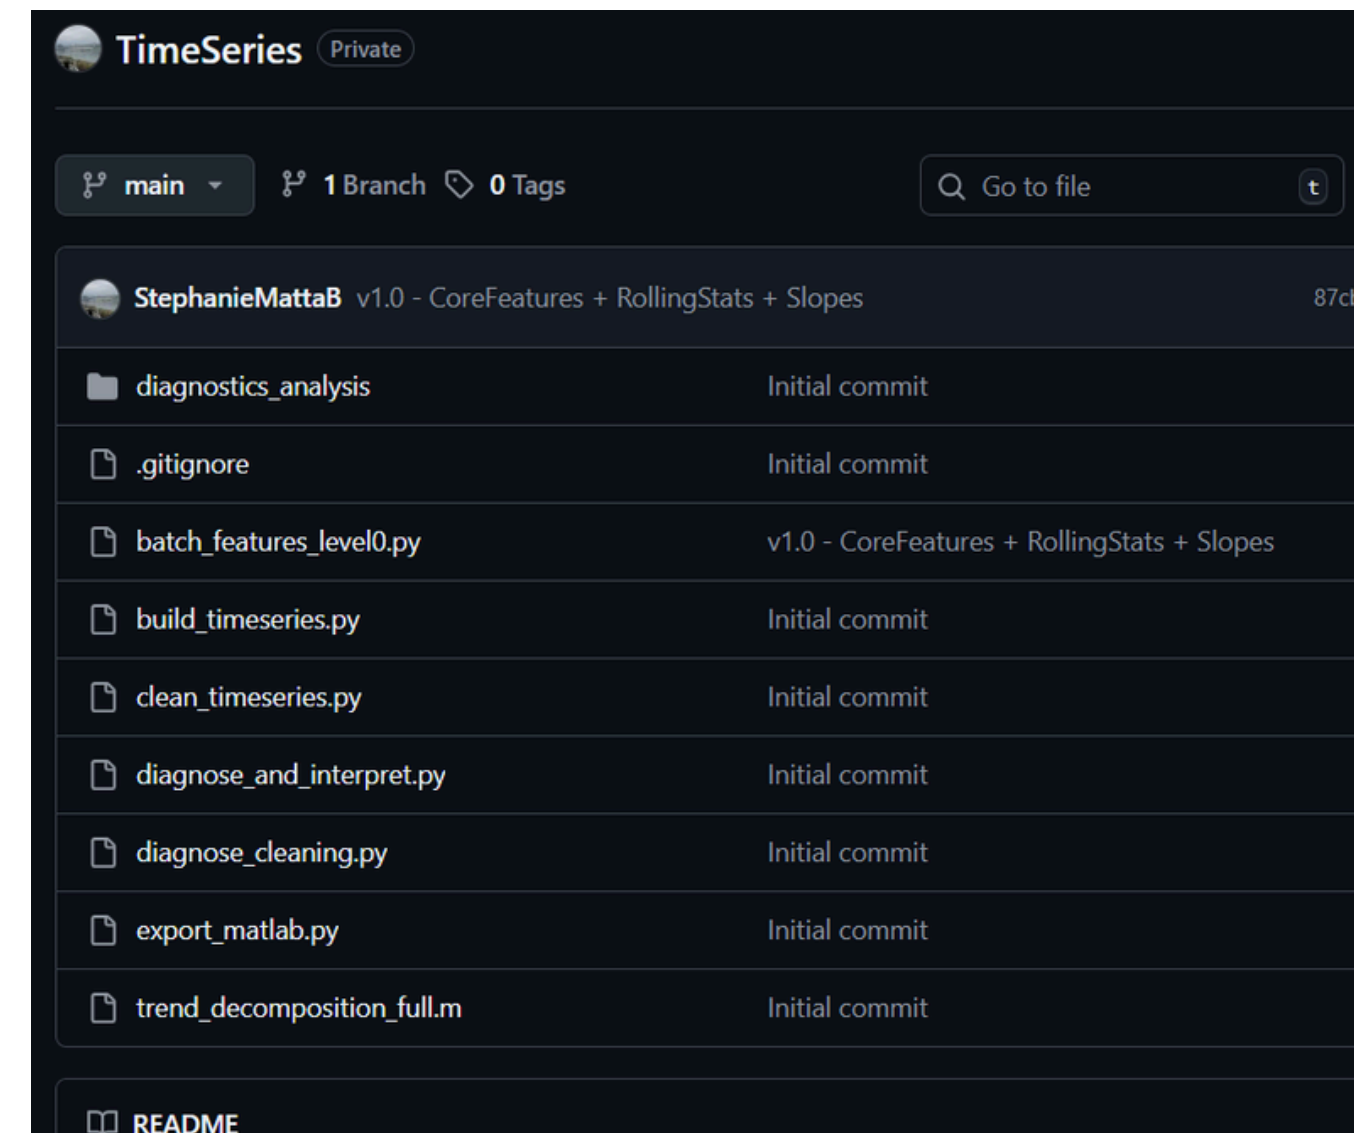 TimeSeries Private
main 1 Branch 0 Tags Go to file t
StephanieMattaB v1.0 - CoreFeatures + RollingStats + Slopes
diagnostics_analysis Initial commit
.gitignore Initial commit
batch_features_level0.py v1.0 - CoreFeatures + RollingStats + Slopes
build_timeseries.py Initial commit
clean_timeseries.py Initial commit
diagnose_and_interpret.py Initial commit
diagnose_cleaning.py Initial commit
export_matlab.py Initial commit
trend_decomposition_full.m Initial commit
README